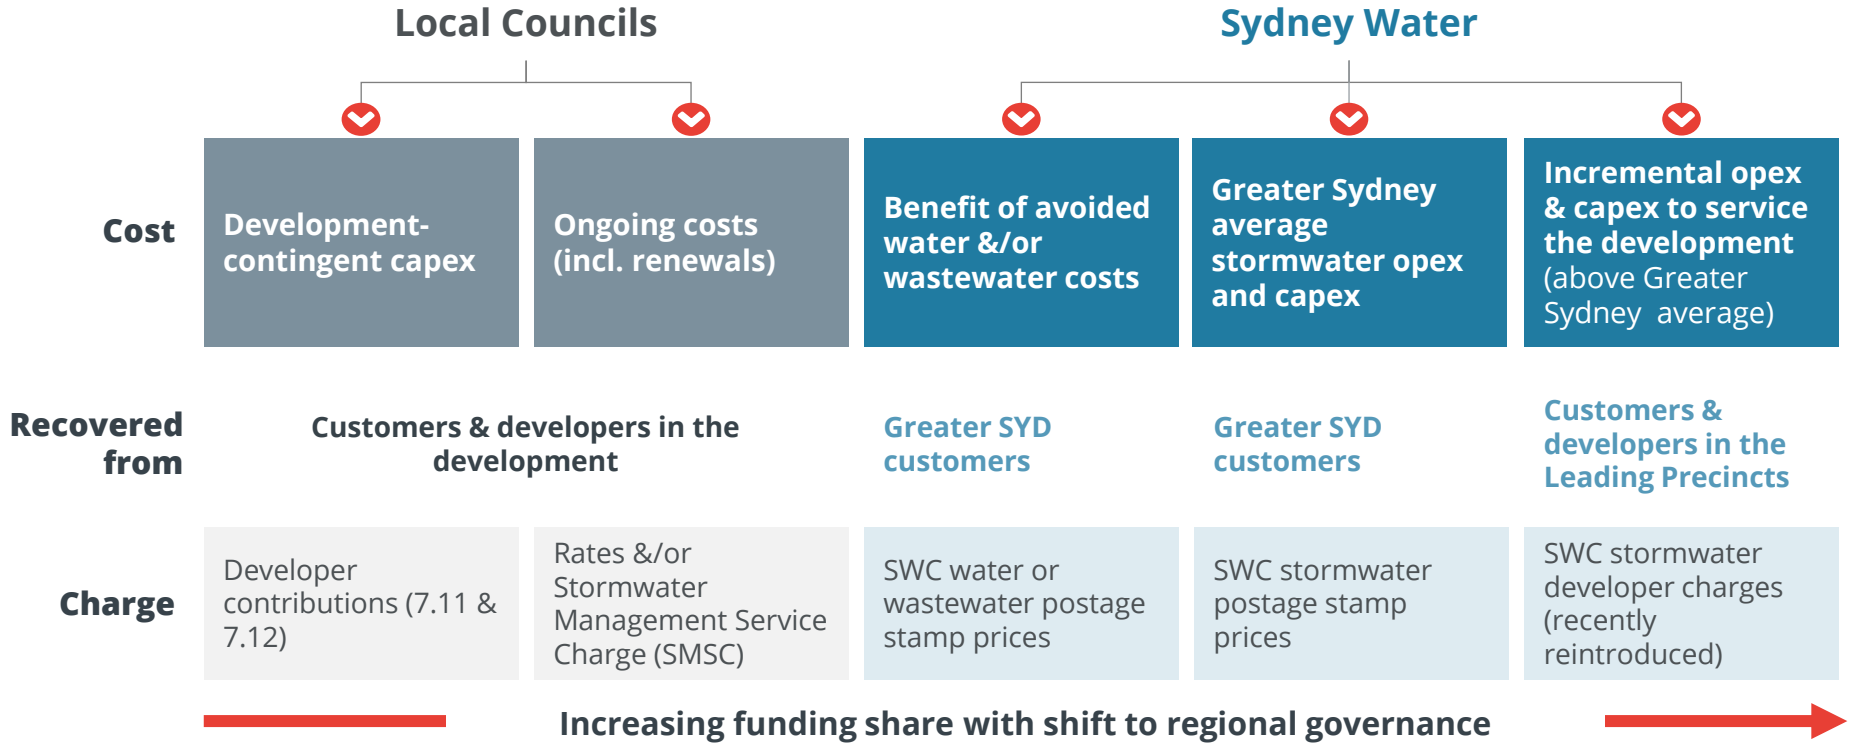 Local Councils
Sydney Water
Cost
Development-
contingent capex
Ongoing costs
(incl. renewals)
Benefit of avoided
water &/or
wastewater costs
Greater Sydney
average
stormwater opex
and capex
Incremental opex
& capex to service
the development
(above Greater
Sydney average)
Recovered
from
Customers & developers in the
development
Greater SYD
customers
Greater SYD
customers
Customers &
developers in the
Leading Precincts
Charge
Developer
contributions (7.11 &
7.12)
Rates &/or
Stormwater
Management Service
Charge (SMSC)
SWC water or
wastewater postage
stamp prices
SWC stormwater
postage stamp
prices
SWC stormwater
developer charges
(recently
reintroduced)
Increasing funding share with shift to regional governance